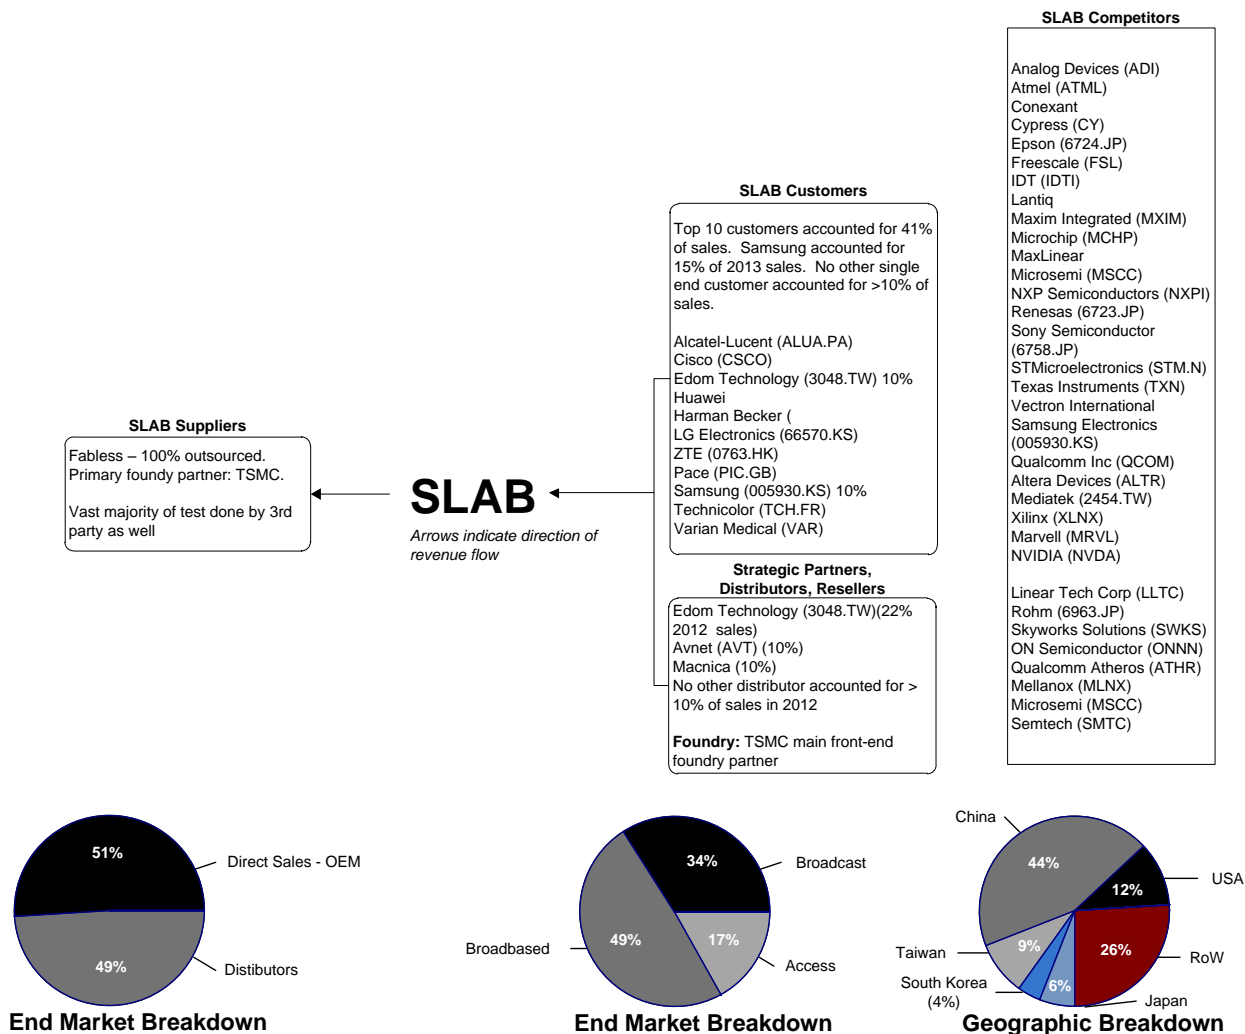 SLAB Competitors
Analog Devices (ADI)
Atmel (ATML)
Conexant
Cypress (CY)
Epson (6724.JP)
Freescale (FSL)
IDT (IDTI)
Lantiq
Maxim Integrated (MXIM)
Microchip (MCHP)
MaxLinear
Microsemi (MSCC)
NXP Semiconductors (NXPI)
Renesas (6723.JP)
Sony Semiconductor
(6758.JP)
STMicroelectronics (STM.N)
Texas Instruments (TXN)
Vectron International
Samsung Electronics
(005930.KS)
Qualcomm Inc (QCOM)
Altera Devices (ALTR)
Mediatek (2454.TW)
Xilinx (XLNX)
Marvell (MRVL)
NVIDIA (NVDA)
Linear Tech Corp (LLTC)
Rohm (6963.JP)
Skyworks Solutions (SWKS)
ON Semiconductor (ONNN)
Qualcomm Atheros (ATHR)
Mellanox (MLNX)
Microsemi (MSCC)
Semtech (SMTC)
SLAB Customers
Top 10 customers accounted for 41%
of sales. Samsung accounted for
15% of 2013 sales. No other single
end customer accounted for >10% of
sales.
Alcatel-Lucent (ALUA.PA)
Cisco (CSCO)
Edom Technology (3048.TW) 10%
Huawei
Harman Becker (
LG Electronics (66570.KS)
ZTE (0763.HK)
Pace (PIC.GB)
Samsung (005930.KS) 10%
Technicolor (TCH.FR)
Varian Medical (VAR)
SLAB Suppliers
Fabless – 100% outsourced.
Primary foundy partner: TSMC.
Vast majority of test done by 3rd
party as well
SLAB
Arrows indicate direction of
revenue flow
Strategic Partners,
Distributors, Resellers
Edom Technology (3048.TW)(22%
2012 sales)
Avnet (AVT) (10%)
Macnica (10%)
No other distributor accounted for >
10% of sales in 2012
Foundry: TSMC main front-end
foundry partner
51%
Direct Sales - OEM
49%
Distibutors
End Market Breakdown
34%
Broadcast
Broadbased
49%
17%
Access
End Market Breakdown
China
44%
12%
USA
Taiwan
9%
26%
RoW
South Korea
(4%)
6%
Japan
Geographic Breakdown